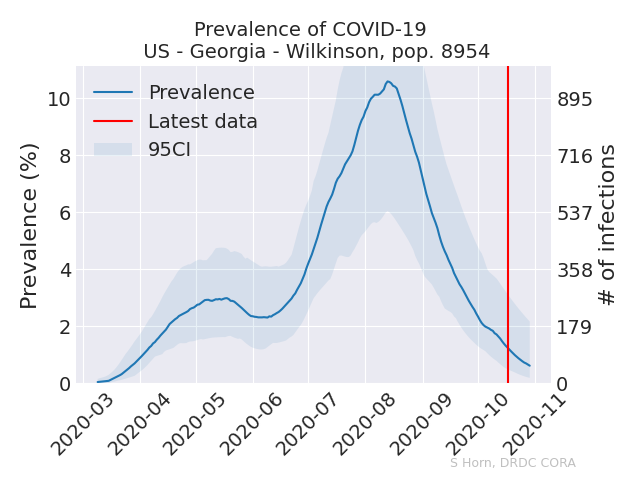 Prevalence of COVID-19
US - Georgia - Wilkinson, pop. 8954
Prevalence
Latest data
95CI
Prevalence (%)
10
8
6
4
2
0
895
716
537
358
179
0
# of infections
2020-03
2020-04
2020-05
2020-06
2020-07
2020-08
2020-09
2020-10
2020-11
S Horn, DRDC CORA